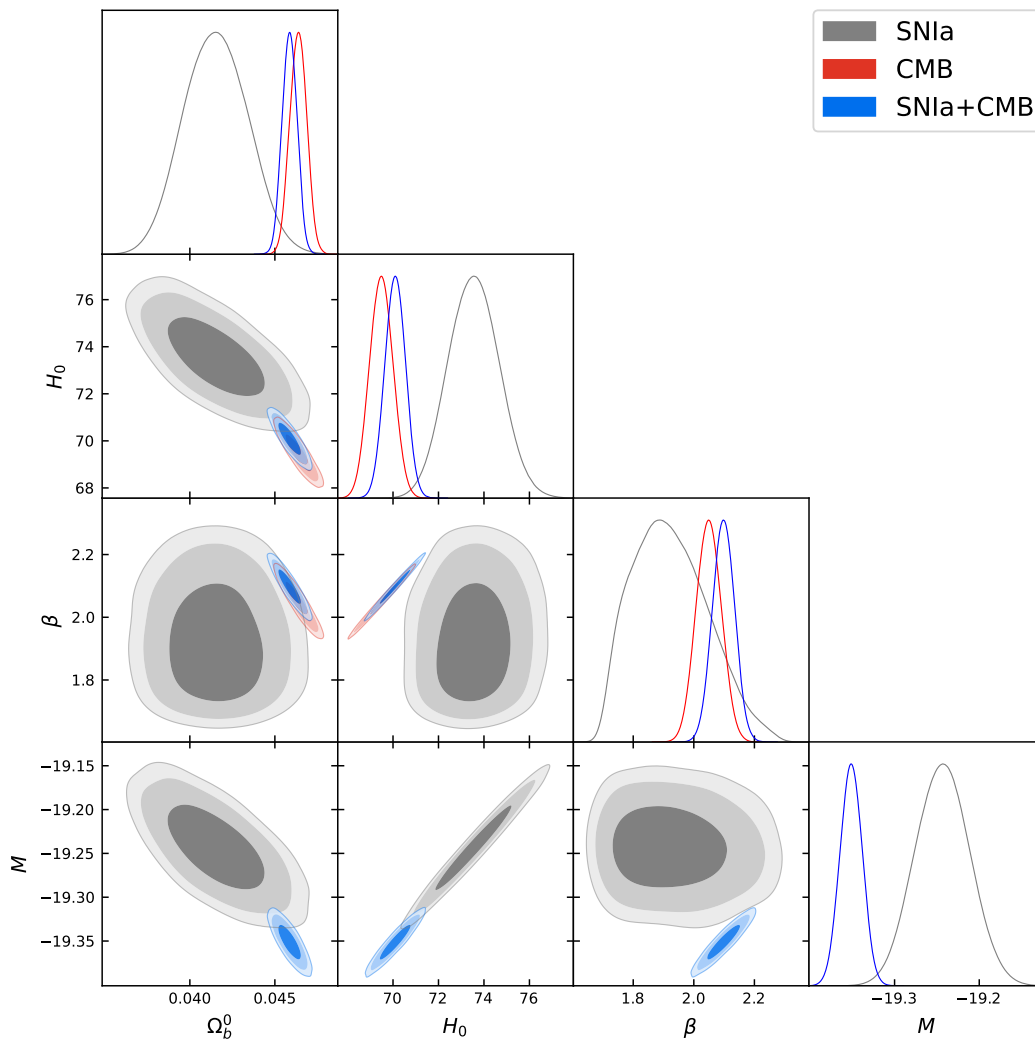 SNIa
CMB
SNIa+CMB
76
74
72
70
68
H₀
2.2
2.0
1.8
β
−19.15
−19.20
−19.25
−19.30
−19.35
M
0.040 0.045
70 72 74 76
1.8 2.0 2.2
−19.3 −19.2
Ω_b^0 H₀ β M